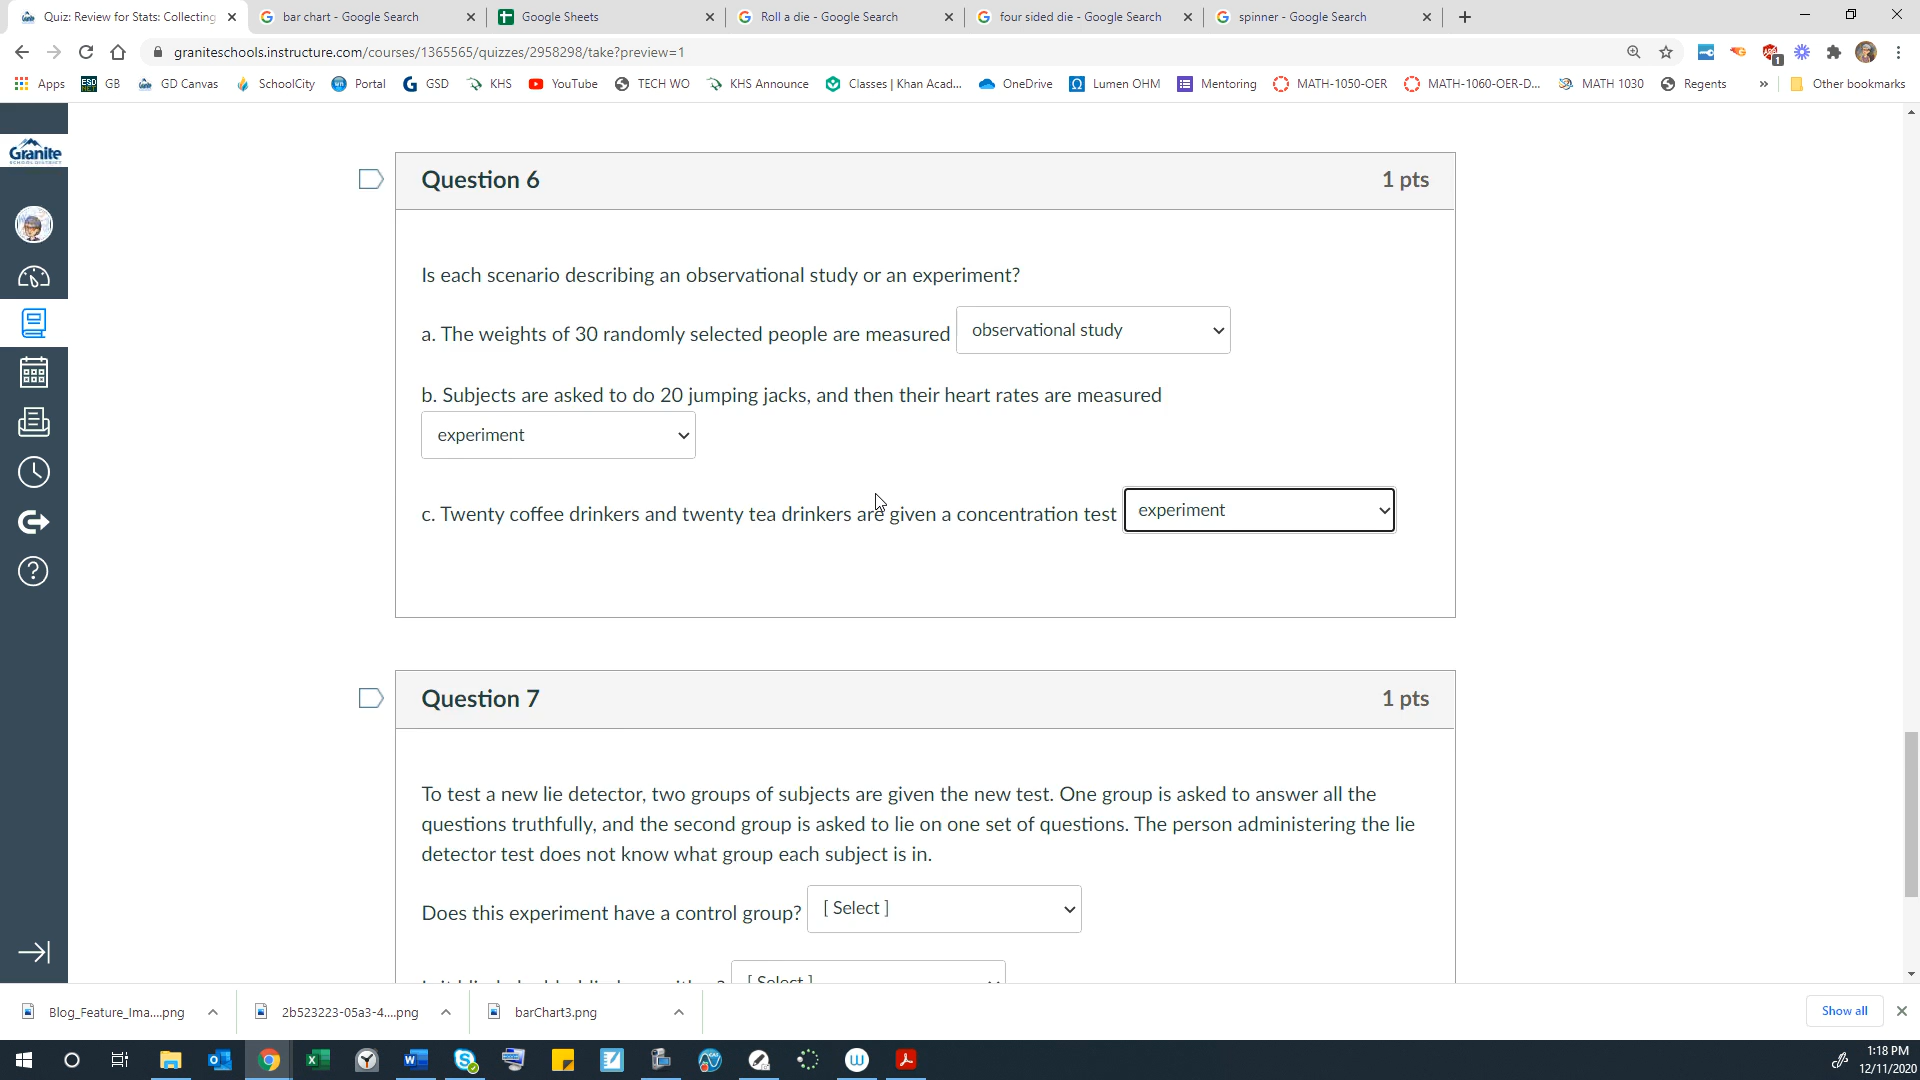 Quiz: Review for Stats: Collecting
bar chart - Google Search
Google Sheets
Roll a die - Google Search
four sided die - Google Search
spinner - Google Search
graniteschools.instructure.com/courses/1365565/quizzes/2958298/take?preview=1
Apps
GB
GD Canvas
SchoolCity
Portal
GSD
KHS
YouTube
TECH WO
KHS Announce
Classes | Khan Acad...
OneDrive
Lumen OHM
Mentoring
MATH-1050-OER
MATH-1060-OER-D...
MATH 1030
Regents
»
Other bookmarks
Granite
Question 6
1 pts
Is each scenario describing an observational study or an experiment?
a. The weights of 30 randomly selected people are measured observational study
b. Subjects are asked to do 20 jumping jacks, and then their heart rates are measured
experiment
c. Twenty coffee drinkers and twenty tea drinkers are given a concentration test experiment
Question 7
1 pts
To test a new lie detector, two groups of subjects are given the new test. One group is asked to answer all the
questions truthfully, and the second group is asked to lie on one set of questions. The person administering the lie
detector test does not know what group each subject is in.
Does this experiment have a control group? [ Select ]
[ Select ]
Blog_Feature_Ima....png
2b523223-05a3-4....png
barChart3.png
Show all
1:18 PM
12/11/2020